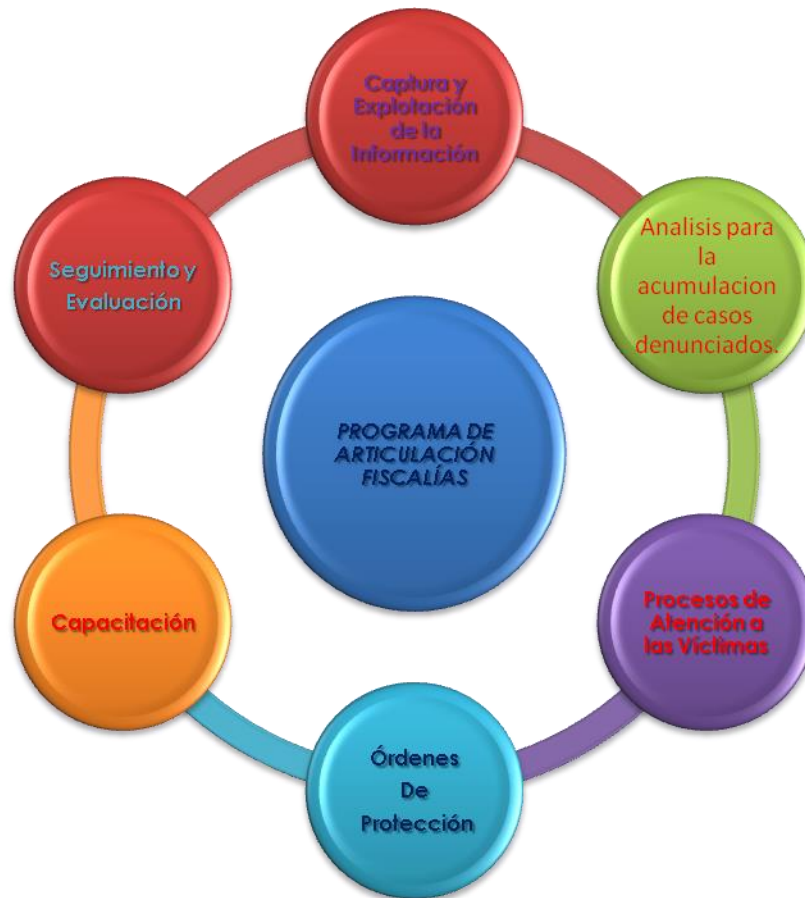 Captura y
Explotación
de la
Información
Analisis para
la
acumulacion
de casos
denunciados.
Procesos de
Atención a
las Víctimas
Órdenes
De
Protección
Capacitación
Seguimiento y
Evaluación
PROGRAMA DE
ARTICULACIÓN
FISCALÍAS